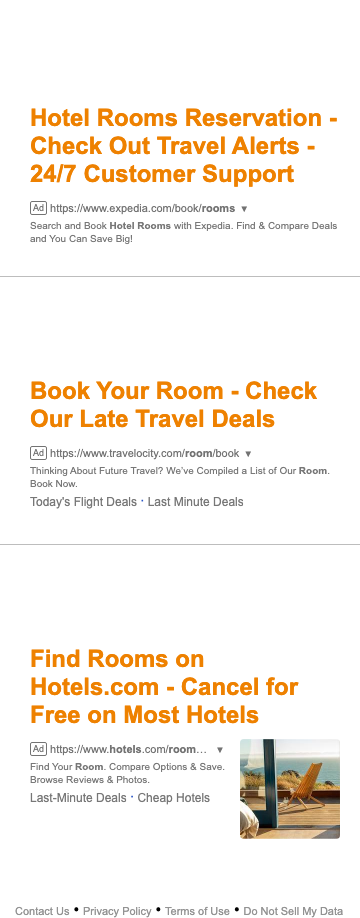 Hotel Rooms Reservation -
Check Out Travel Alerts -
24/7 Customer Support
Ad https://www.expedia.com/book/rooms ▼
Search and Book Hotel Rooms with Expedia. Find & Compare Deals
and You Can Save Big!
Book Your Room - Check
Our Late Travel Deals
Ad https://www.travelocity.com/room/book ▼
Thinking About Future Travel? We've Compiled a List of Our Room.
Book Now.
Today's Flight Deals · Last Minute Deals
Find Rooms on
Hotels.com - Cancel for
Free on Most Hotels
Ad https://www.hotels.com/room... ▼
Find Your Room. Compare Options & Save.
Browse Reviews & Photos.
Last-Minute Deals · Cheap Hotels
Contact Us • Privacy Policy • Terms of Use • Do Not Sell My Data